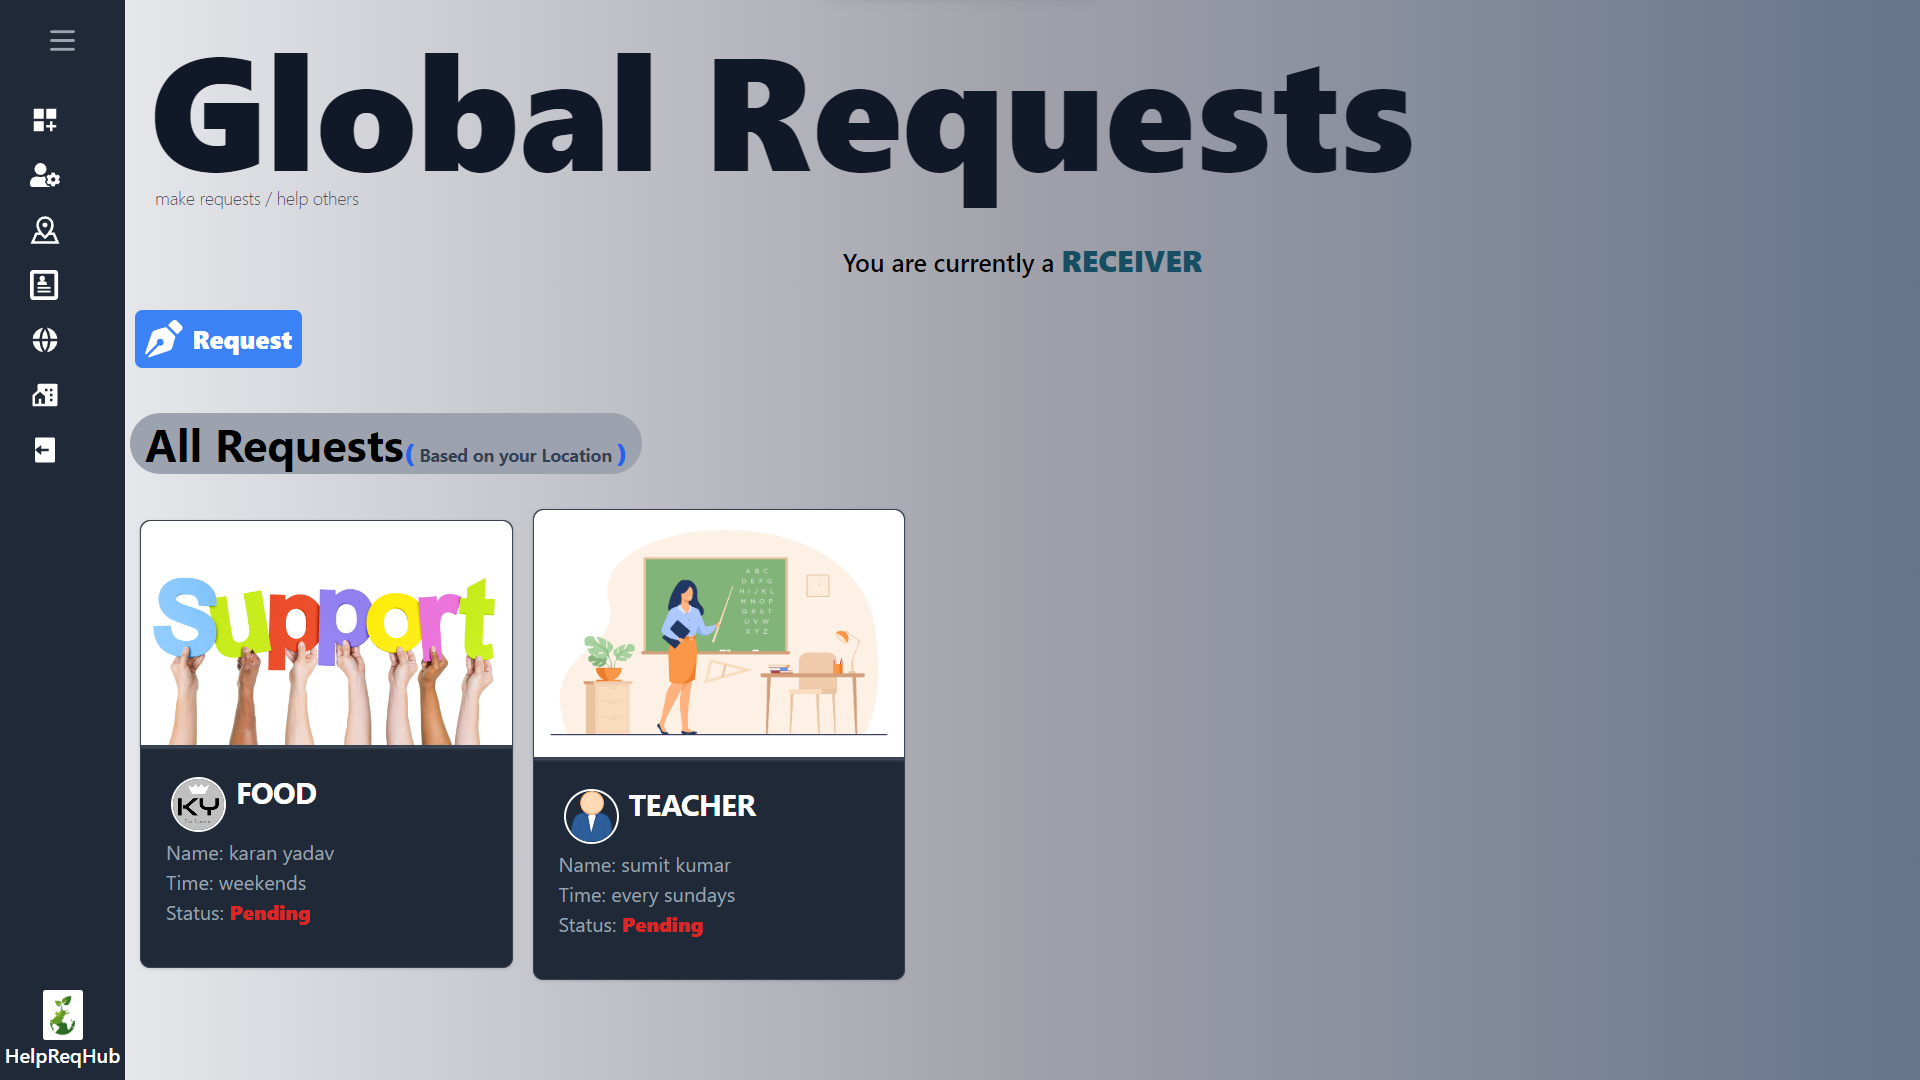 Global Requests
make requests / help others
You are currently a RECEIVER
Request
All Requests( Based on your Location )
Support
A B C
D E F G
H I J K L
M N O P
Q R S T
U V W
X Y Z
KY
FOOD
Name: karan yadav
Time: weekends
Status: Pending
TEACHER
Name: sumit kumar
Time: every sundays
Status: Pending
HelpReqHub